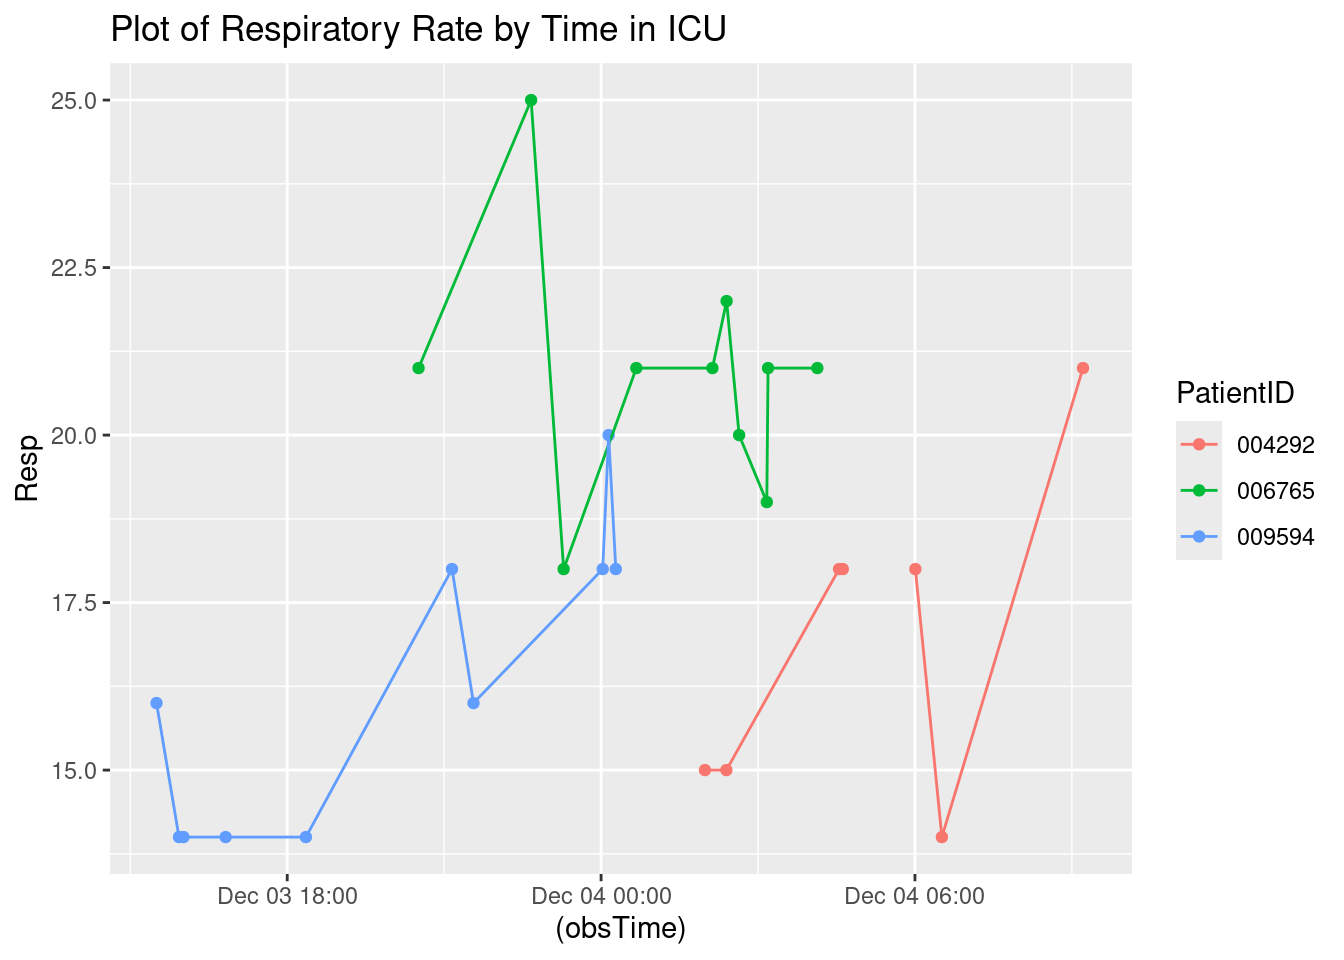 Plot of Respiratory Rate by Time in ICU
25.0
22.5
20.0
17.5
15.0
Resp
Dec 03 18:00
Dec 04 00:00
Dec 04 06:00
(obsTime)
PatientID
004292
006765
009594